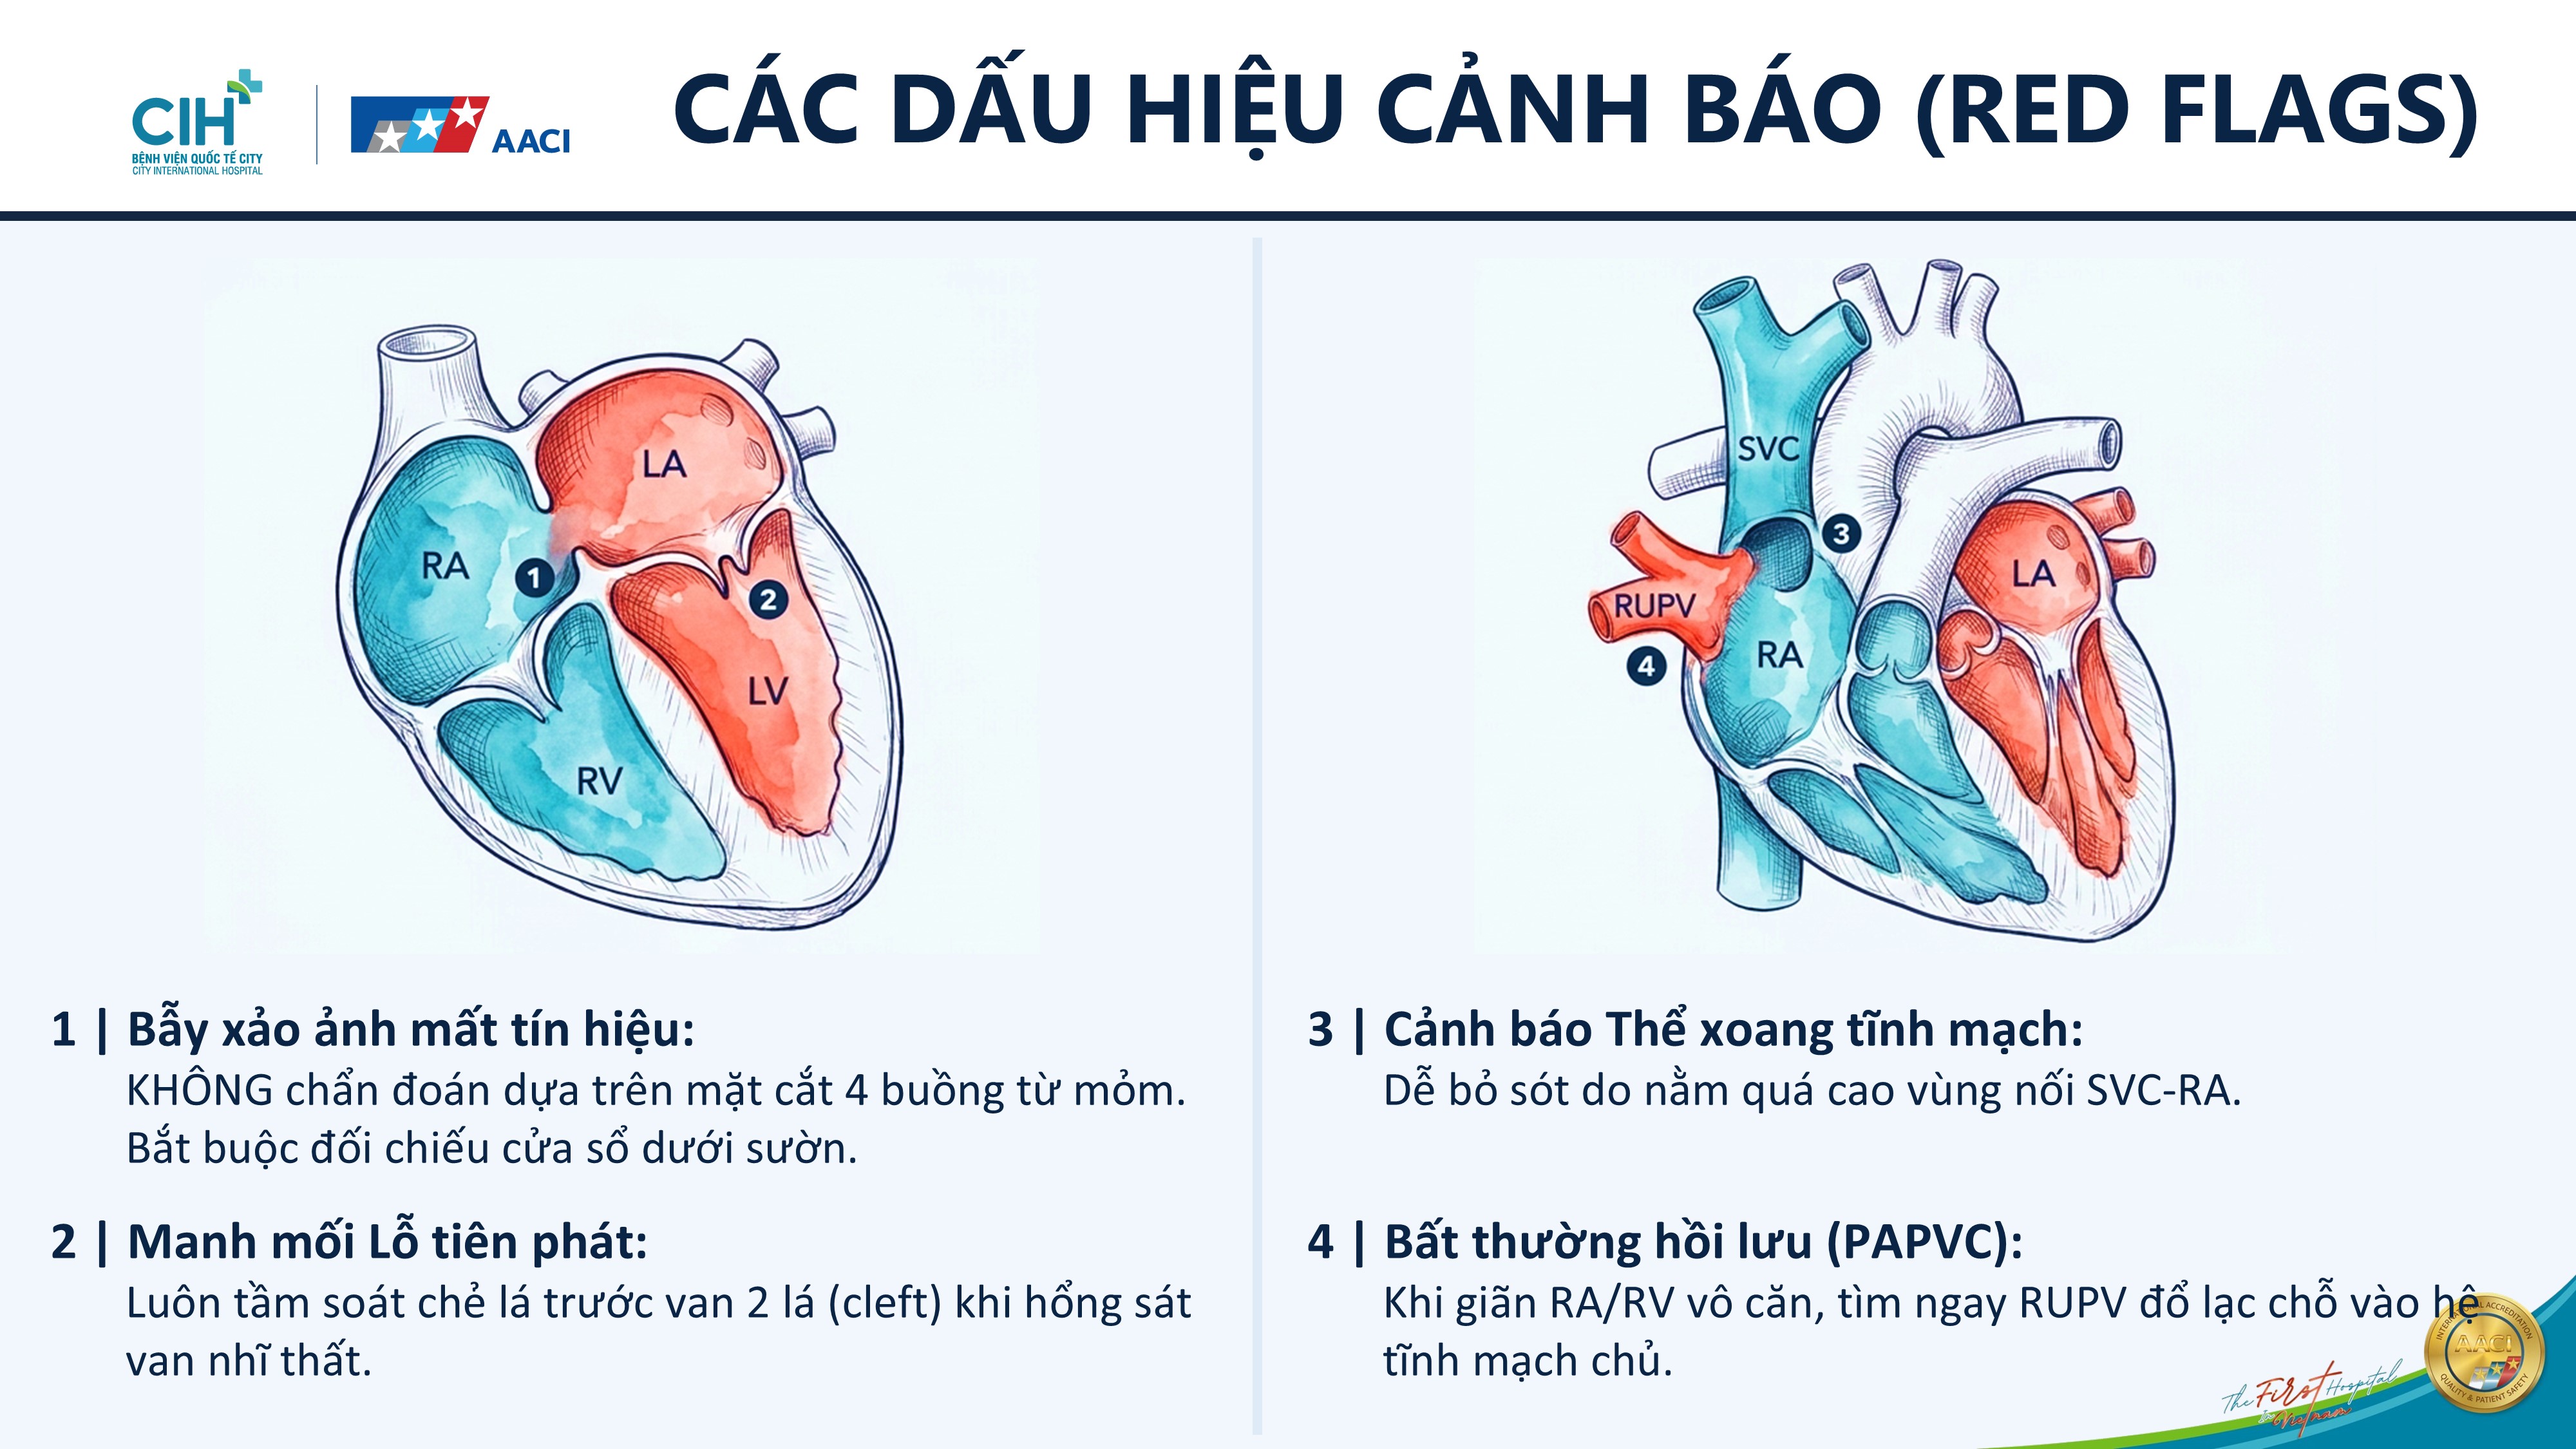 CIH
BỆNH VIỆN QUỐC TẾ CITY
CITY INTERNATIONAL HOSPITAL
AACI
CÁC DẤU HIỆU CẢNH BÁO (RED FLAGS)
LA
RA
1
2
LV
RV
SVC
3
RUPV
LA
RA
4
1 | Bẫy xảo ảnh mất tín hiệu:
KHÔNG chẩn đoán dựa trên mặt cắt 4 buồng từ mỏm.
Bắt buộc đối chiếu cửa sổ dưới sườn.
2 | Manh mối Lỗ tiên phát:
Luôn tầm soát chẻ lá trước van 2 lá (cleft) khi hổng sát
van nhĩ thất.
3 | Cảnh báo Thể xoang tĩnh mạch:
Dễ bỏ sót do nằm quá cao vùng nối SVC-RA.
4 | Bất thường hồi lưu (PAPVC):
Khi giãn RA/RV vô căn, tìm ngay RUPV đổ lạc chỗ vào hệ
tĩnh mạch chủ.
The First Hospital
in Vietnam
ACCREDITATION
AACI
QUALITY & PATIENT SAFETY